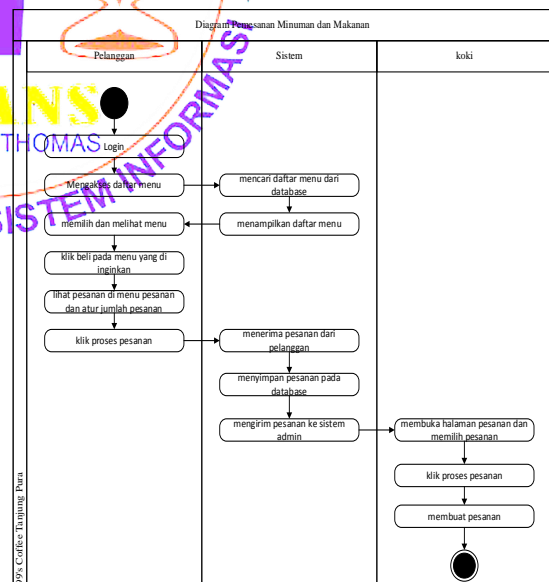 Diagram Pemesanan Minuman dan Makanan
Pelanggan
Sistem
koki
ANS
THOMAS
SISTEM INFORMASI
Login
Mengakses daftar menu
mencari daftar menu dari
database
memilih dan melihat menu
menampilkan daftar menu
klik beli pada menu yang di
inginkan
lihat pesanan di menu pesanan
dan atur jumlah pesanan
klik proses pesanan
menerima pesanan dari
pelanggan
menyimpan pesanan pada
database
mengirim pesanan ke sistem
admin
membuka halaman pesanan dan
memilih pesanan
klik proses pesanan
membuat pesanan
99's Coffee Tanjung Pura